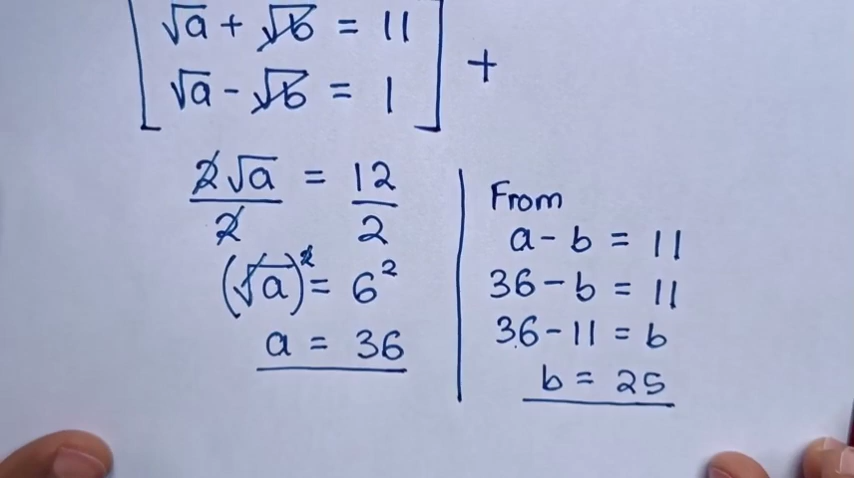 √a + √b = 11
√a - √b = 1
+
2√a/2 = 12/2
(√a)² = 6²
a = 36
From
a - b = 11
36 - b = 11
36 - 11 = b
b = 25